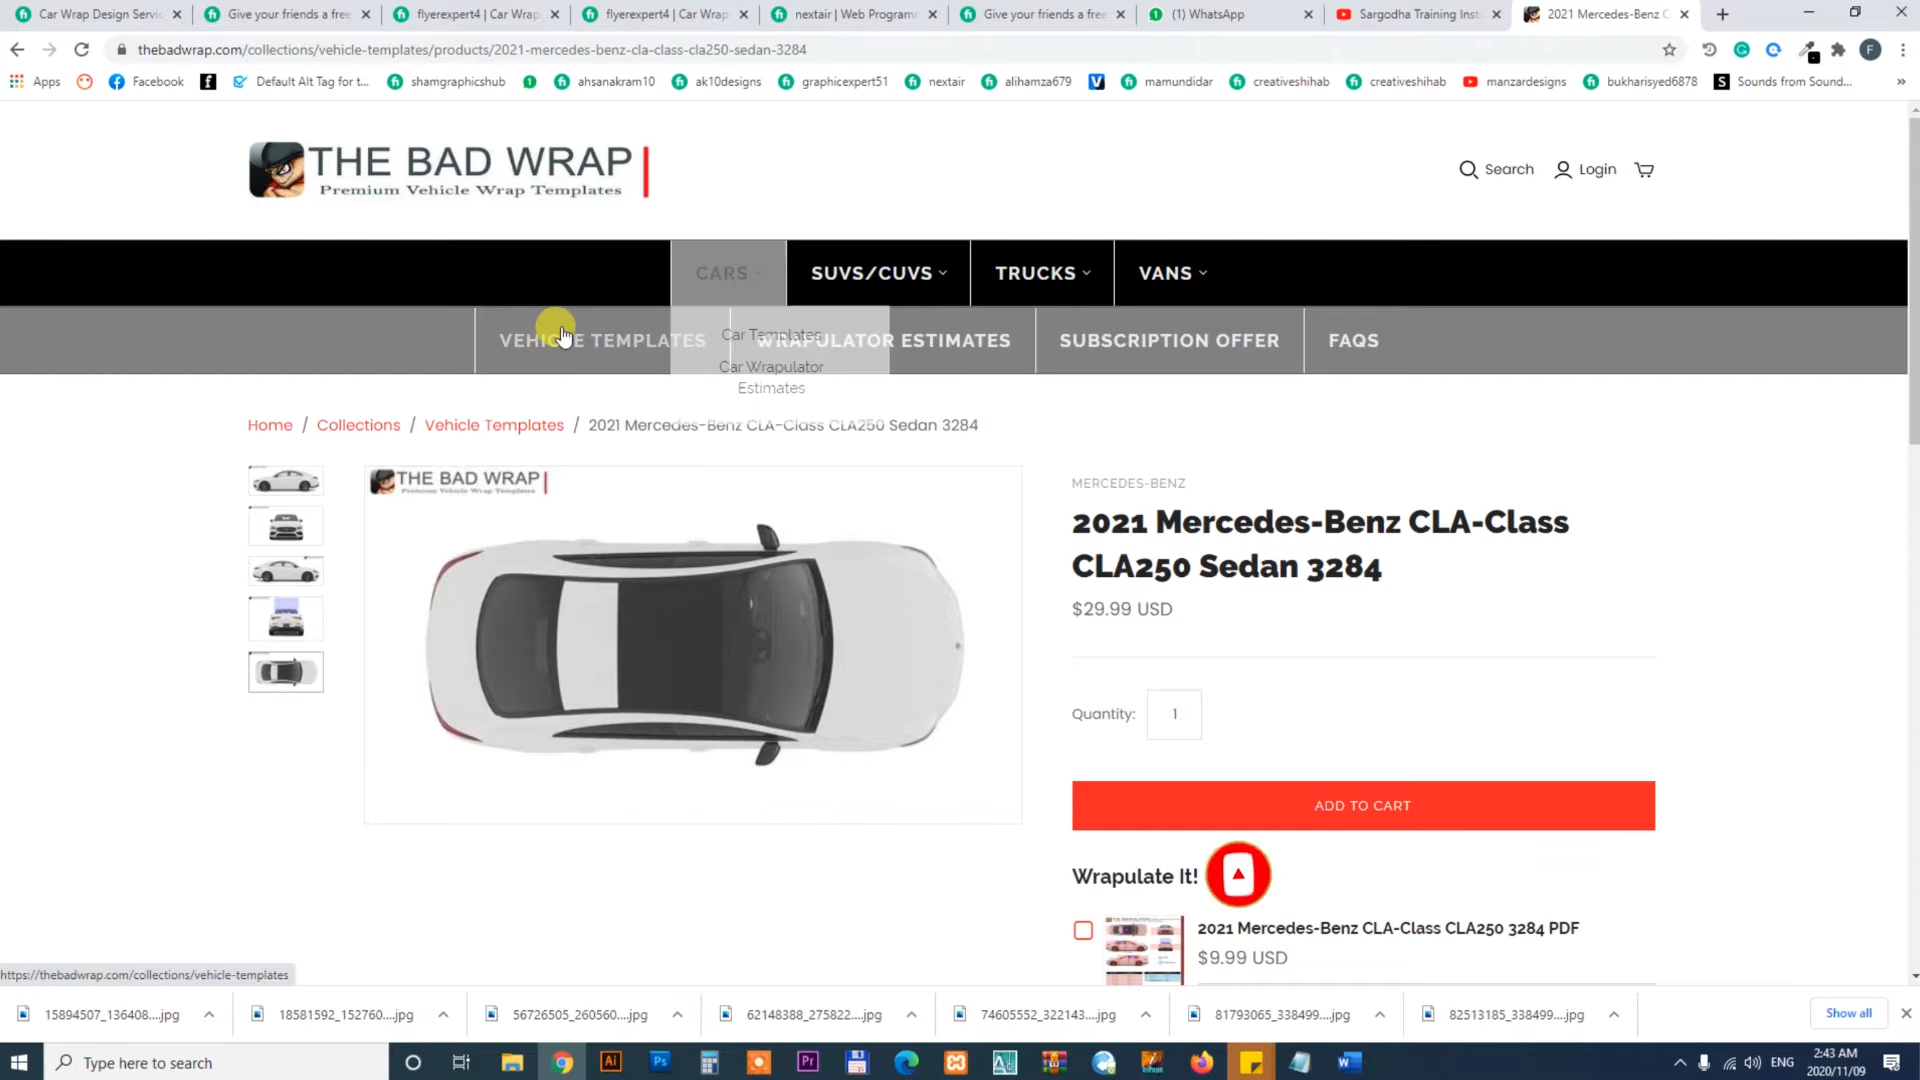 Car Wrap Design Servic
Give your friends a free
flyerexpert4 | Car Wrap
flyerexpert4 | Car Wrap
nextair | Web Programm
Give your friends a free
(1) WhatsApp
Sargodha Training Inst
2021 Mercedes-Benz C
thebadwrap.com/collections/vehicle-templates/products/2021-mercedes-benz-cla-class-cla250-sedan-3284
F
Apps
Facebook
Default Alt Tag for t...
shamgraphicshub
ahsanakram10
ak10designs
graphicexpert51
nextair
alihamza679
mamundidar
creativeshihab
creativeshihab
manzardesigns
bukharisyed6878
Sounds from Sound...
THE BAD WRAP
Premium Vehicle Wrap Templates
Search
Login
CARS
SUVS/CUVS
TRUCKS
VANS
VEHICLE TEMPLATES
WRAPULATOR ESTIMATES
SUBSCRIPTION OFFER
FAQS
Car Templates
Car Wrapulator
Estimates
Home / Collections / Vehicle Templates / 2021 Mercedes-Benz CLA-Class CLA250 Sedan 3284
THE BAD WRAP
Premium Vehicle Wrap Templates
MERCEDES-BENZ
2021 Mercedes-Benz CLA-Class
CLA250 Sedan 3284
$29.99 USD
Quantity: 1
ADD TO CART
Wrapulate It!
2021 Mercedes-Benz CLA-Class CLA250 3284 PDF
$9.99 USD
https://thebadwrap.com/collections/vehicle-templates
15894507_136408....jpg
18581592_152760....jpg
56726505_260560....jpg
62148388_275822....jpg
74605552_322143....jpg
81793065_338499....jpg
82513185_338499....jpg
Show all
Type here to search
Ai
Ps
Pr
ENG
2:43 AM
2020/11/09